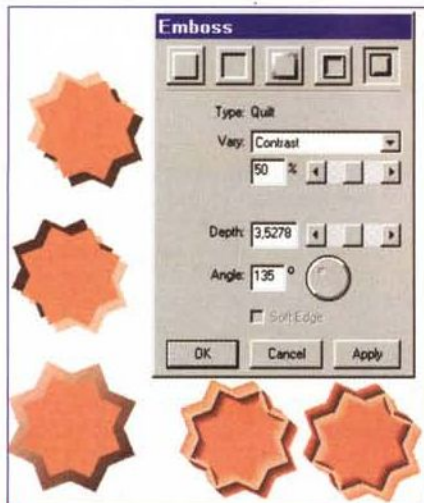 Emboss
Type: Quilt
Vary: Contrast
50 %
Depth: 3,5278
Angle: 135 °
Soft Edge
OK Cancel Apply